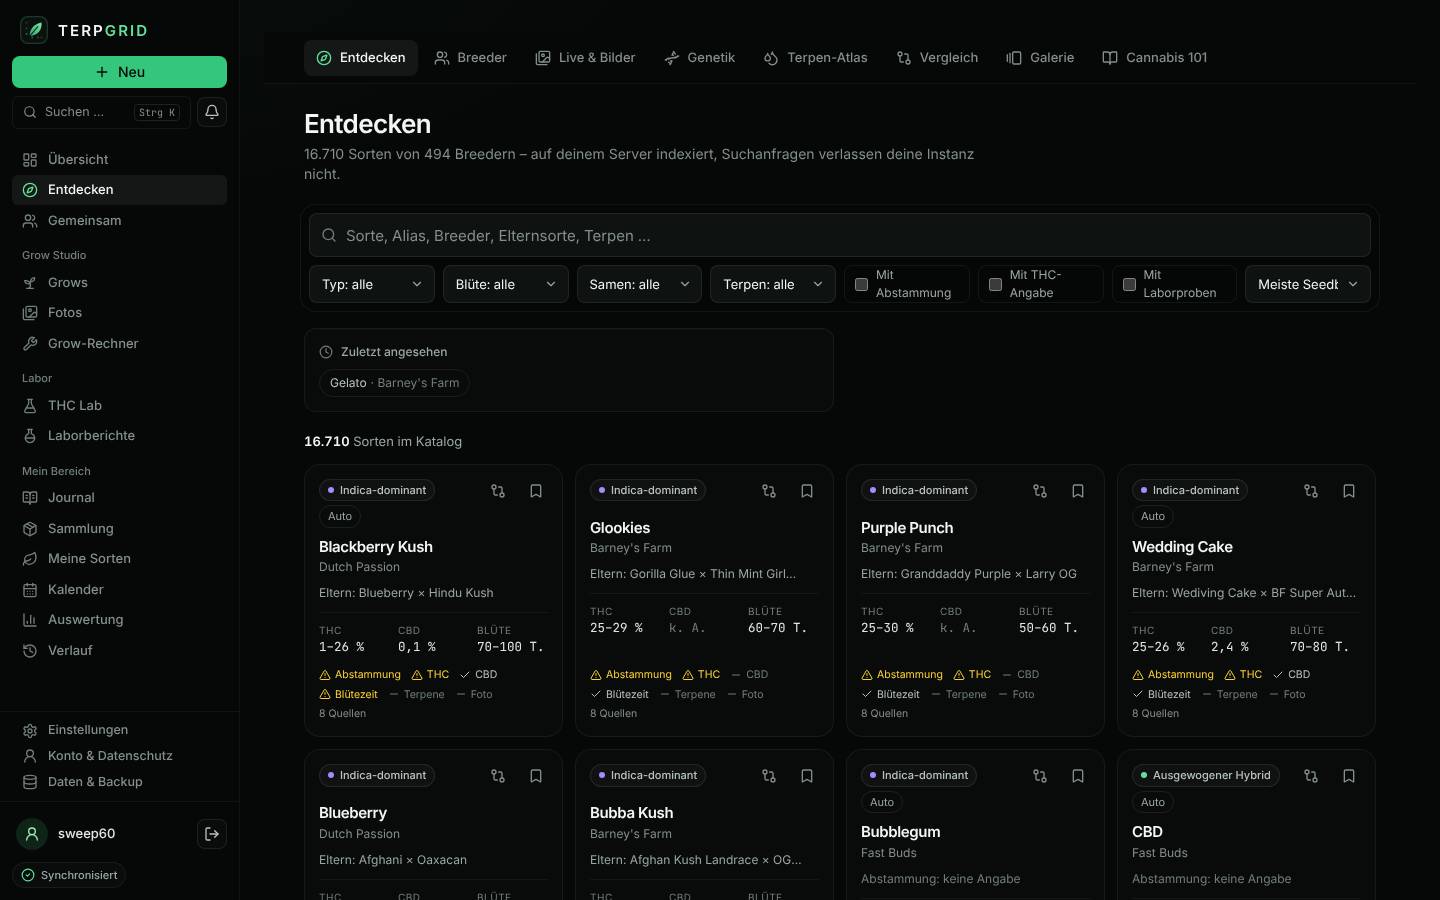 TERPGRID
Neu
Suchen ...
Strg K
Übersicht
Entdecken
Gemeinsam
Grow Studio
Grows
Fotos
Grow-Rechner
Labor
THC Lab
Laborberichte
Mein Bereich
Journal
Sammlung
Meine Sorten
Kalender
Auswertung
Verlauf
Einstellungen
Konto & Datenschutz
Daten & Backup
sweep60
Synchronisiert
Entdecken Breeder Live & Bilder Genetik Terpen-Atlas Vergleich Galerie Cannabis 101
Entdecken
16.710 Sorten von 494 Breedern – auf deinem Server indexiert, Suchanfragen verlassen deine Instanz
nicht.
Sorte, Alias, Breeder, Elternsorte, Terpen ...
Typ: alle
Blüte: alle
Samen: alle
Terpen: alle
Mit
Abstammung
Mit THC-
Angabe
Mit
Laborproben
Meiste Seedb
Zuletzt angesehen
Gelato · Barney's Farm
16.710 Sorten im Katalog
Indica-dominant
Auto
Blackberry Kush
Dutch Passion
Eltern: Blueberry × Hindu Kush
THC CBD BLÜTE
1–26 % 0,1 % 70–100 T.
Abstammung THC CBD
Blütezeit Terpene Foto
8 Quellen
Indica-dominant
Glookies
Barney's Farm
Eltern: Gorilla Glue × Thin Mint Girl...
THC CBD BLÜTE
25–29 % k. A. 60–70 T.
Abstammung THC CBD
Blütezeit Terpene Foto
8 Quellen
Indica-dominant
Purple Punch
Barney's Farm
Eltern: Granddaddy Purple × Larry OG
THC CBD BLÜTE
25–30 % k. A. 50–60 T.
Abstammung THC CBD
Blütezeit Terpene Foto
8 Quellen
Indica-dominant
Auto
Wedding Cake
Barney's Farm
Eltern: Wediving Cake × BF Super Aut...
THC CBD BLÜTE
25–26 % 2,4 % 70–80 T.
Abstammung THC CBD
Blütezeit Terpene Foto
8 Quellen
Indica-dominant
Blueberry
Dutch Passion
Eltern: Afghani × Oaxacan
THC CBD BLÜTE
Indica-dominant
Bubba Kush
Barney's Farm
Eltern: Afghan Kush Landrace × OG...
THC CBD BLÜTE
Indica-dominant
Auto
Bubblegum
Fast Buds
Abstammung: keine Angabe
Ausgewogener Hybrid
Auto
CBD
Fast Buds
Abstammung: keine Angabe